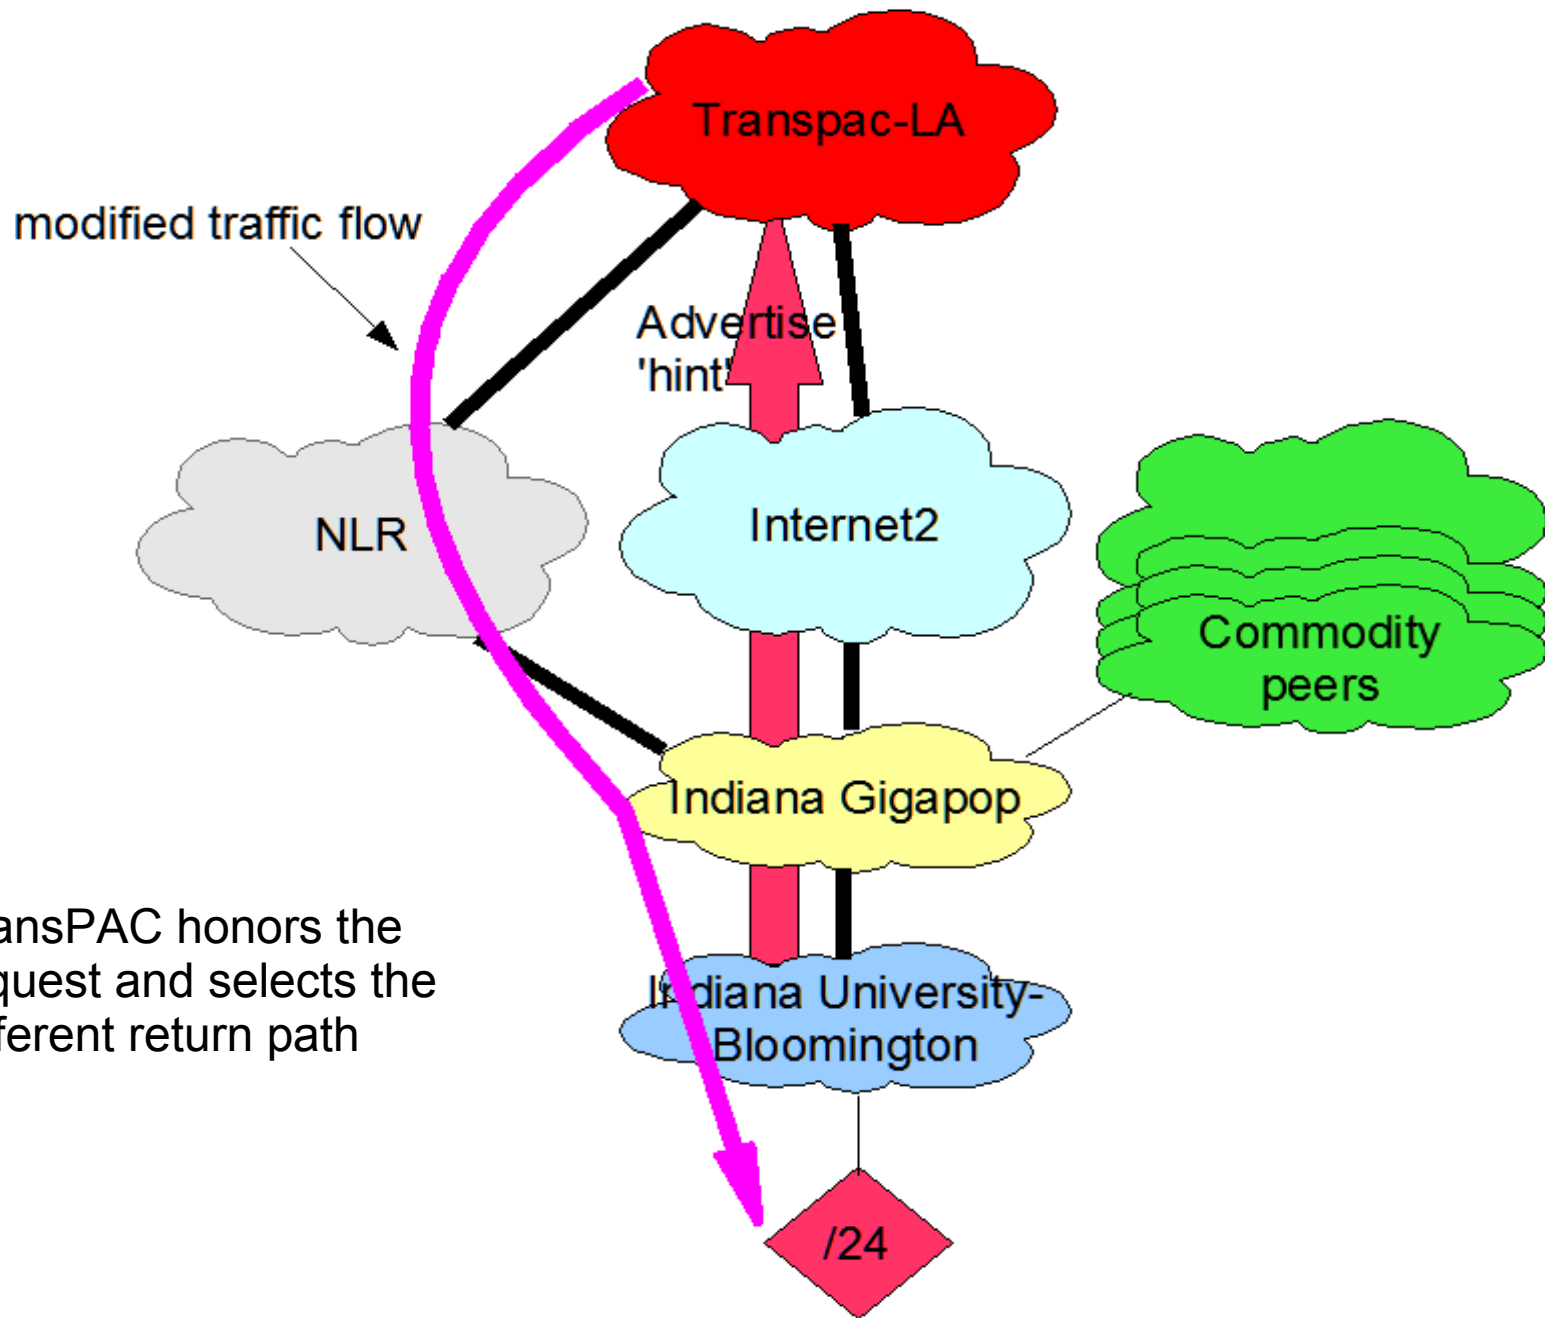 Transpac-LA
modified traffic flow
Advertise
'hint'
NLR
Internet2
Commodity
peers
Indiana Gigapop
ansPAC honors the
quest and selects the
fferent return path
Indiana University-
Bloomington
/24